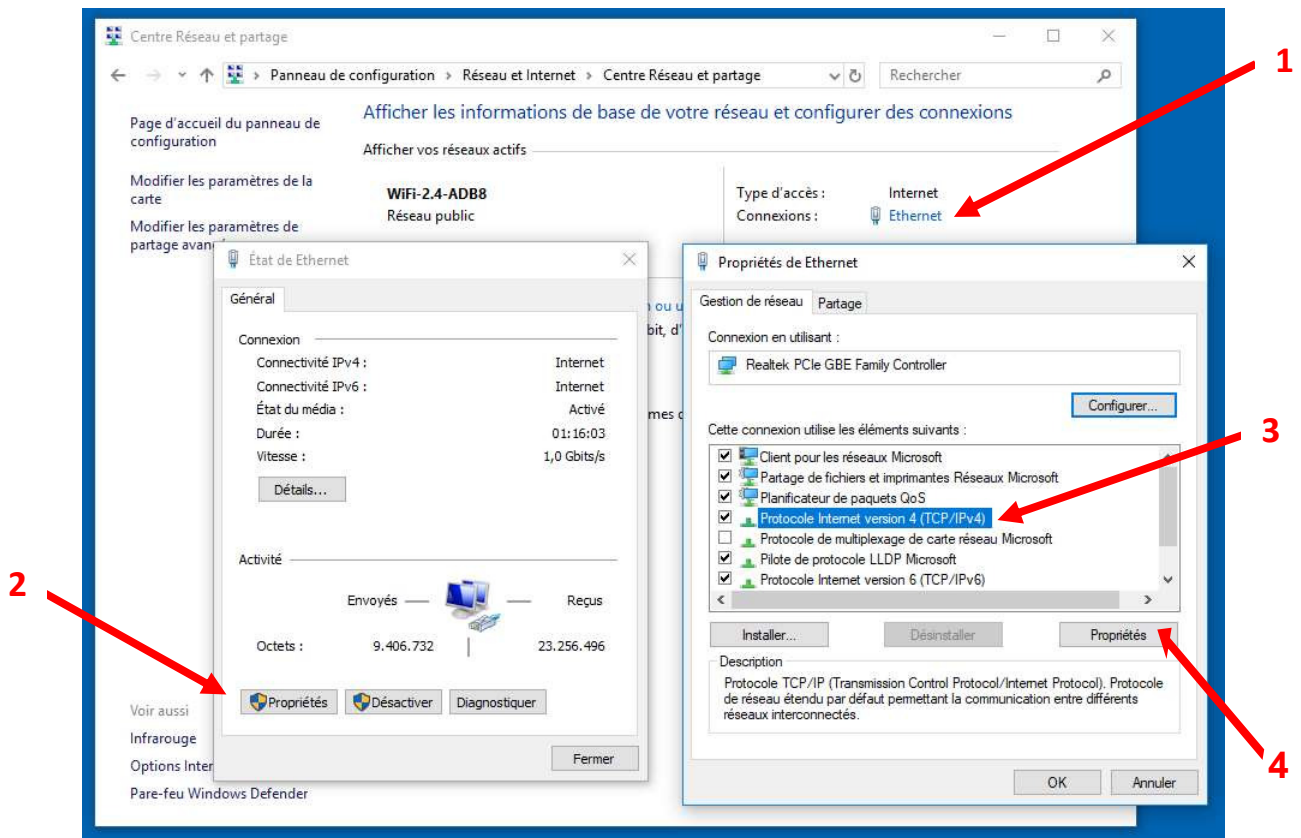 Centre Réseau et partage
Panneau de configuration > Réseau et Internet > Centre Réseau et partage
Rechercher
1
Page d'accueil du panneau de
configuration
Modifier les paramètres de la
carte
Modifier les paramètres de
partage avan
Afficher les informations de base de votre réseau et configurer des connexions
Afficher vos réseaux actifs
WiFi-2.4-ADB8
Réseau public
Type d'accès : Internet
Connexions : Ethernet
État de Ethernet
Général
Connexion
Connectivité IPv4 : Internet
Connectivité IPv6 : Internet
État du média : Activé
Durée : 01:16:03
Vitesse : 1,0 Gbits/s
Détails...
Activité
Envoyés — — Reçus
Octets : 9.406.732 | 23.256.496
2
Propriétés Désactiver Diagnostiquer
Fermer
ou u
bit, d'
mes
Propriétés de Ethernet
Gestion de réseau Partage
Connexion en utilisant :
Realtek PCIe GBE Family Controller
Configurer...
Cette connexion utilise les éléments suivants :
3
Client pour les réseaux Microsoft
Partage de fichiers et imprimantes Réseaux Microsoft
Planificateur de paquets QoS
Protocole Internet version 4 (TCP/IPv4)
Protocole de multiplexage de carte réseau Microsoft
Pilote de protocole LLDP Microsoft
Protocole Internet version 6 (TCP/IPv6)
Installer... Désinstaller Propriétés
Description
Protocole TCP/IP (Transmission Control Protocol/Internet Protocol). Protocole
de réseau étendu par défaut permettant la communication entre différents
réseaux interconnectés.
4
OK Annuler
Voir aussi
Infrarouge
Options Inter
Pare-feu Windows Defender